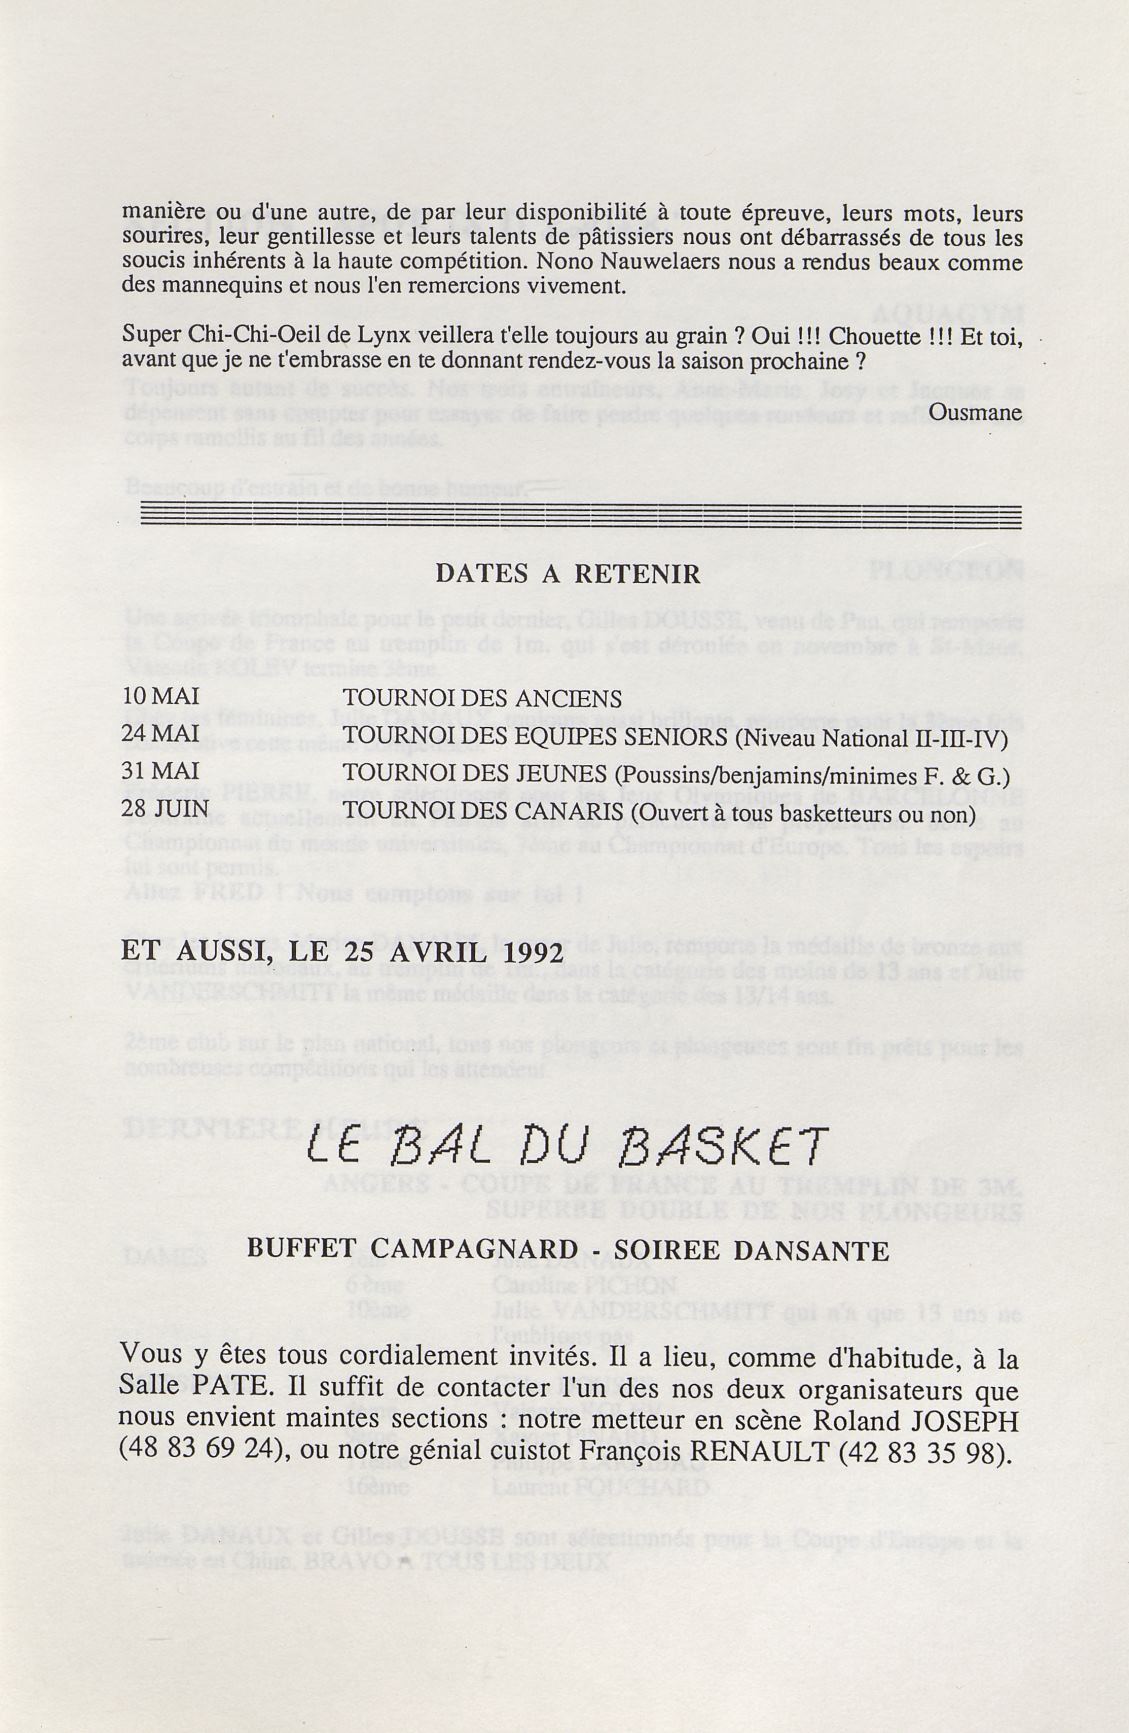 manière ou d'une autre, de par leur disponibilité à toute épreuve, leurs mots, leurs
sourires, leur gentillesse et leurs talents de pâtissiers nous ont débarrassés de tous les
soucis inhérents à la haute compétition. Nono Nauwelaers nous a rendus beaux comme
des mannequins et nous l'en remercions vivement.
Super Chi-Chi-Oeil de Lynx veillera t'elle toujours au grain ? Oui !!! Chouette !!! Et toi,
avant que je ne t'embrasse en te donnant rendez-vous la saison prochaine ?
Ousmane
DATES A RETENIR
10 MAI TOURNOI DES ANCIENS
24 MAI TOURNOI DES EQUIPES SENIORS (Niveau National II-III-IV)
31 MAI TOURNOI DES JEUNES (Poussins/benjamins/minimes F. & G.)
28 JUIN TOURNOI DES CANARIS (Ouvert à tous basketteurs ou non)
ET AUSSI, LE 25 AVRIL 1992
LE BAL DU BASKET
BUFFET CAMPAGNARD - SOIREE DANSANTE
Vous y êtes tous cordialement invités. Il a lieu, comme d'habitude, à la
Salle PATE. Il suffit de contacter l'un des nos deux organisateurs que
nous envient maintes sections : notre metteur en scène Roland JOSEPH
(48 83 69 24), ou notre génial cuistot François RENAULT (42 83 35 98).